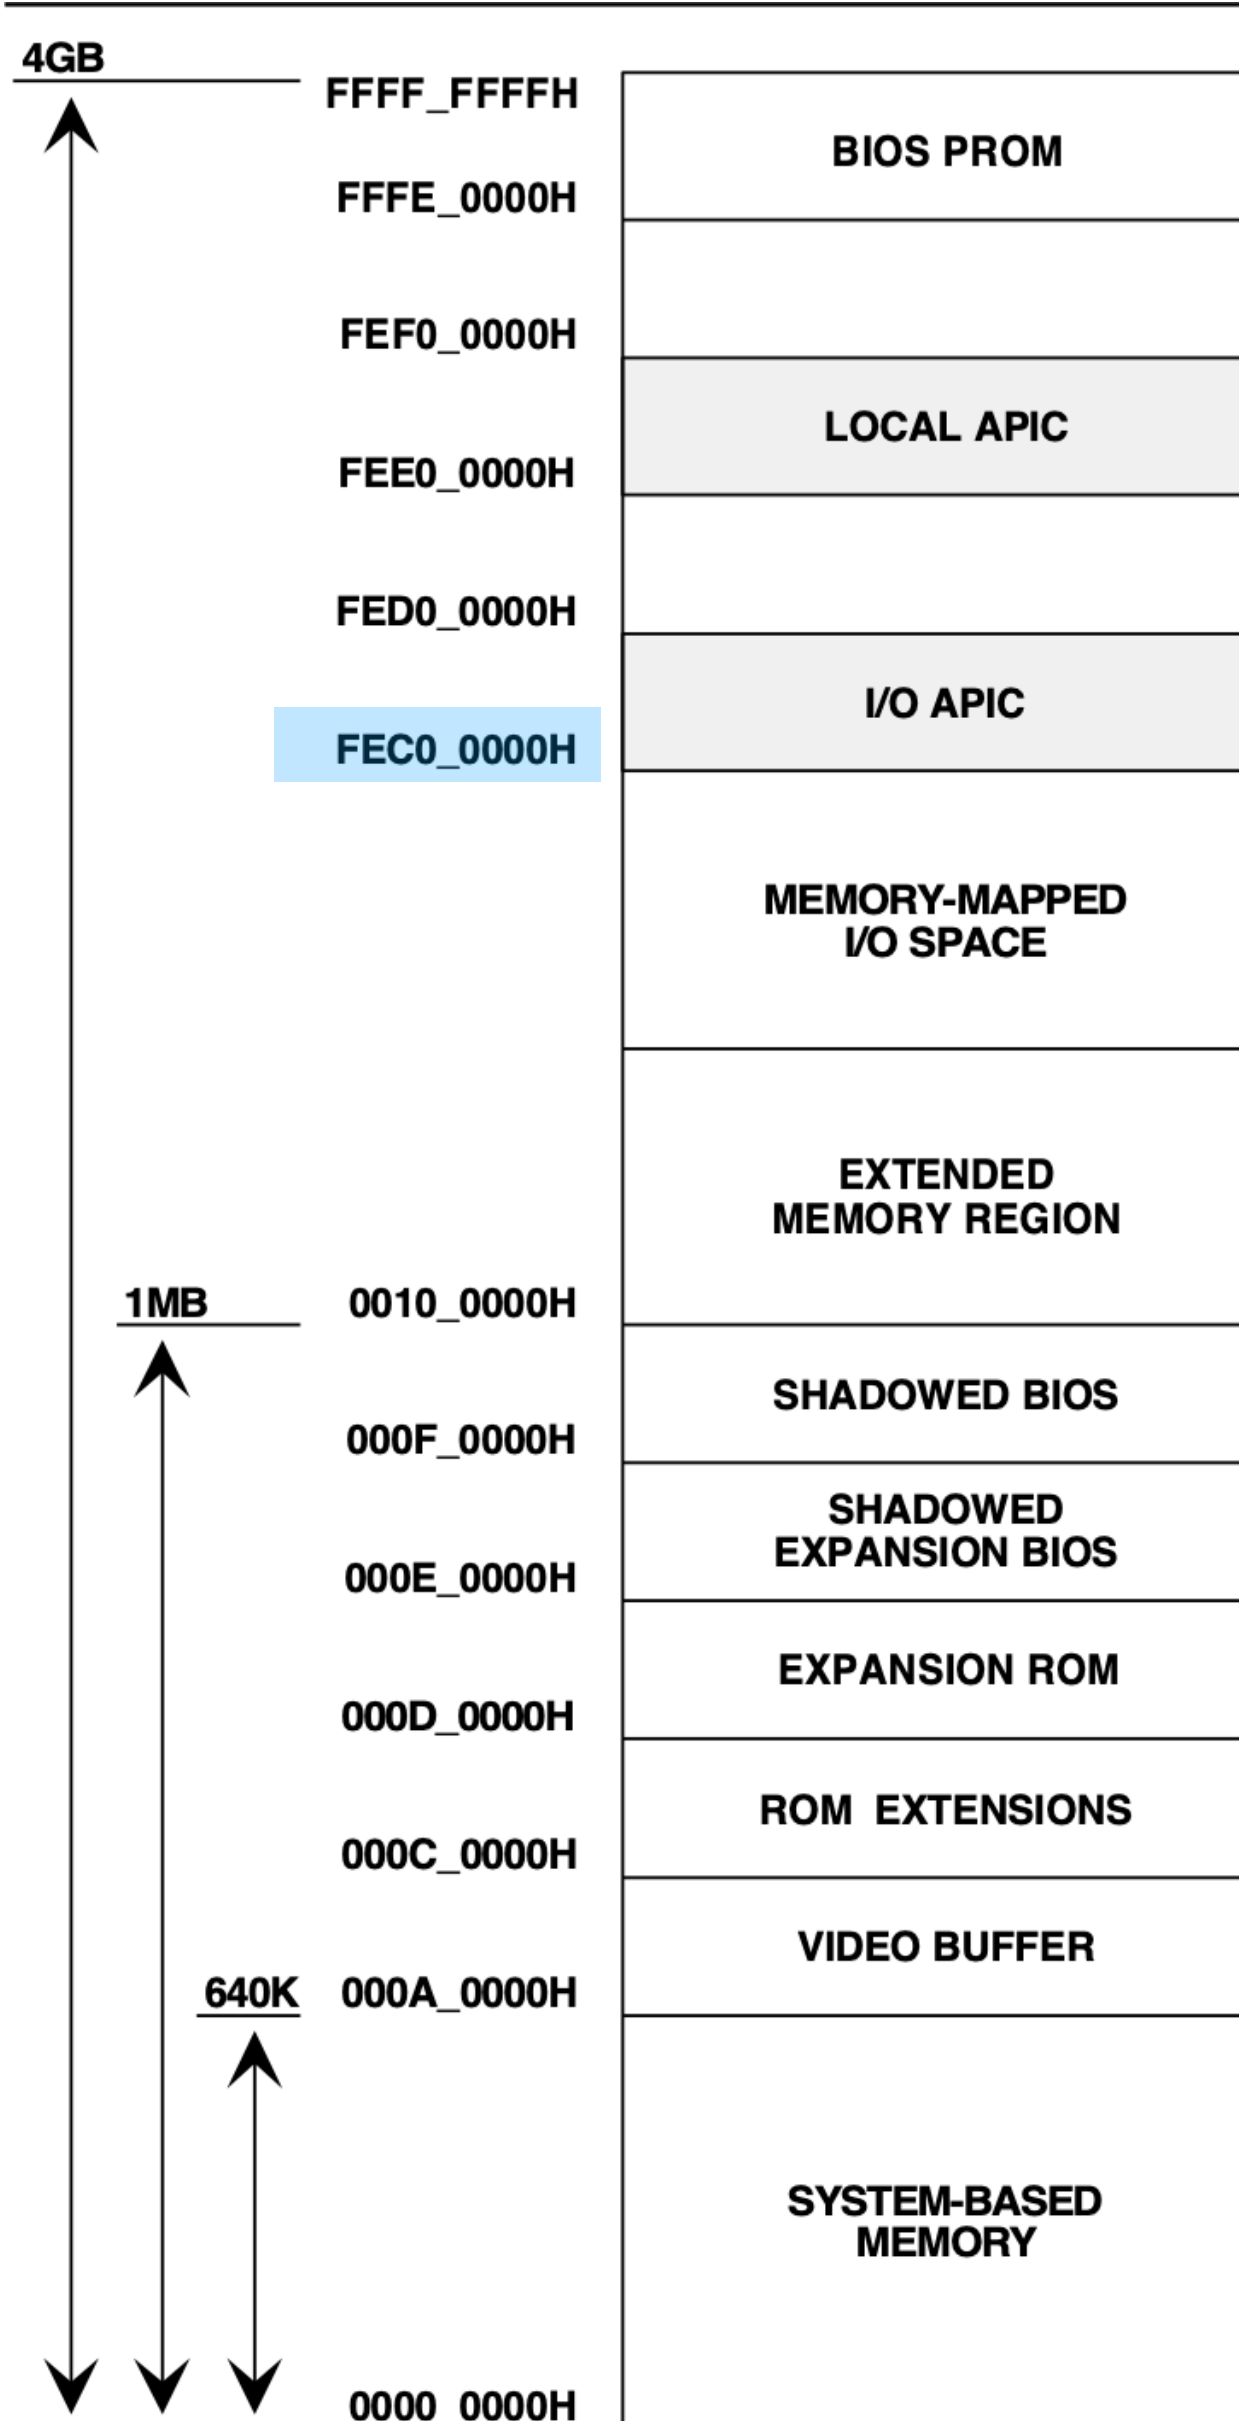 4GB
FFFF_FFFFH
BIOS PROM
FFFE_0000H
FEF0_0000H
LOCAL APIC
FEE0_0000H
FED0_0000H
I/O APIC
FEC0_0000H
MEMORY-MAPPED
I/O SPACE
EXTENDED
MEMORY REGION
1MB 0010_0000H
SHADOWED BIOS
000F_0000H
SHADOWED
EXPANSION BIOS
000E_0000H
EXPANSION ROM
000D_0000H
ROM EXTENSIONS
000C_0000H
VIDEO BUFFER
640K 000A_0000H
SYSTEM-BASED
MEMORY
0000_0000H